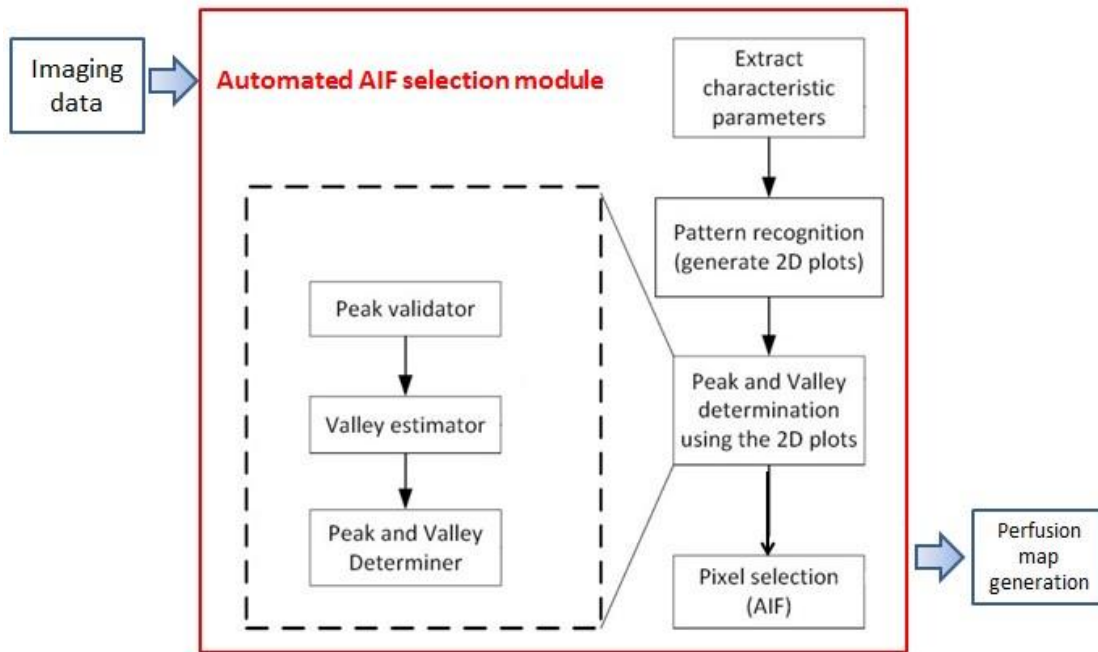 Imaging
data
Automated AIF selection module
Extract
characteristic
parameters
Pattern recognition
(generate 2D plots)
Peak validator
Valley estimator
Peak and Valley
Determiner
Peak and Valley
determination
using the 2D plots
Pixel selection
(AIF)
Perfusion
map
generation